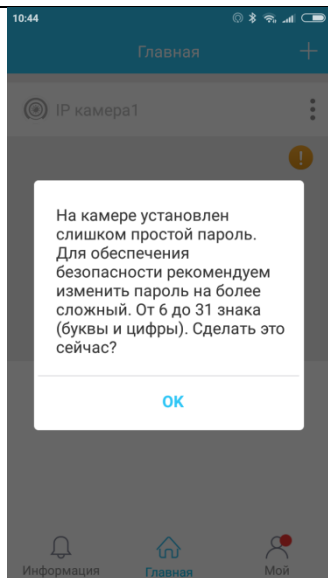 10:44
Главная
IP камера1
На камере установлен
слишком простой пароль.
Для обеспечения
безопасности рекомендуем
изменить пароль на более
сложный. От 6 до 31 знака
(буквы и цифры). Сделать это
сейчас?
ОК
Информация Главная Мой